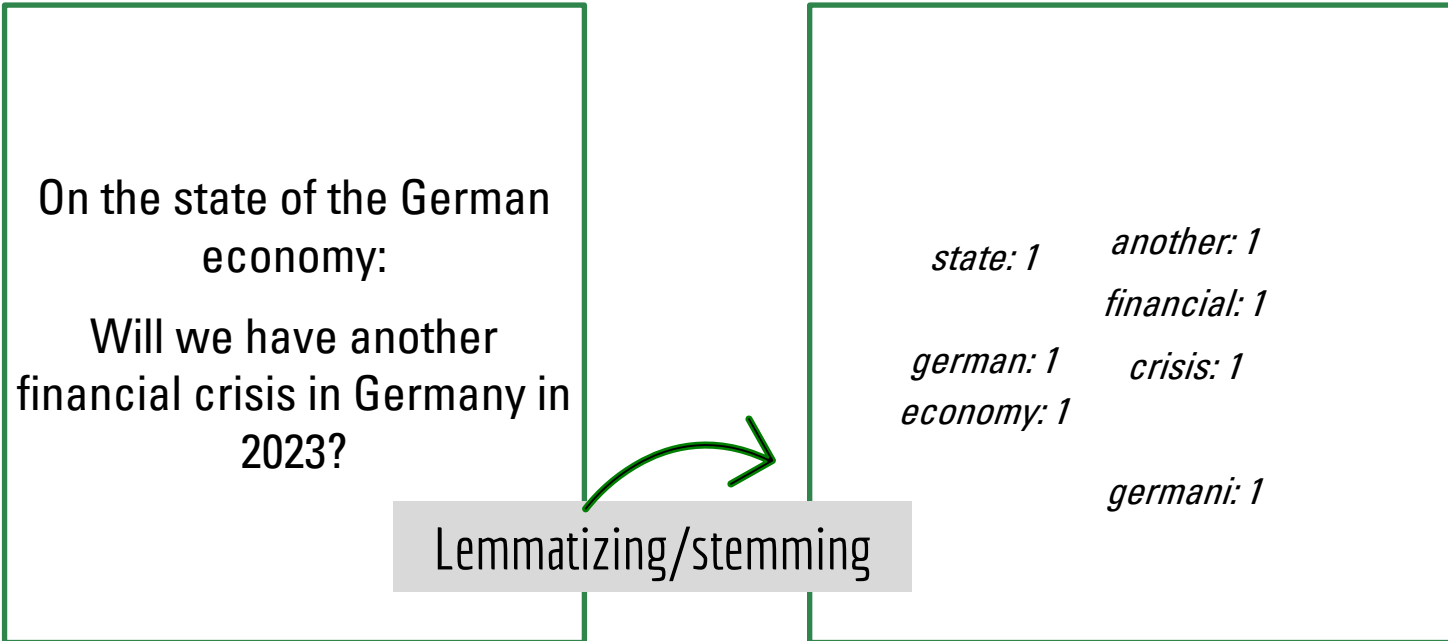 On the state of the German
economy:
Will we have another
financial crisis in Germany in
2023?
Lemmatizing/stemming
state: 1
german: 1
economy: 1
another: 1
financial: 1
crisis: 1
germani: 1